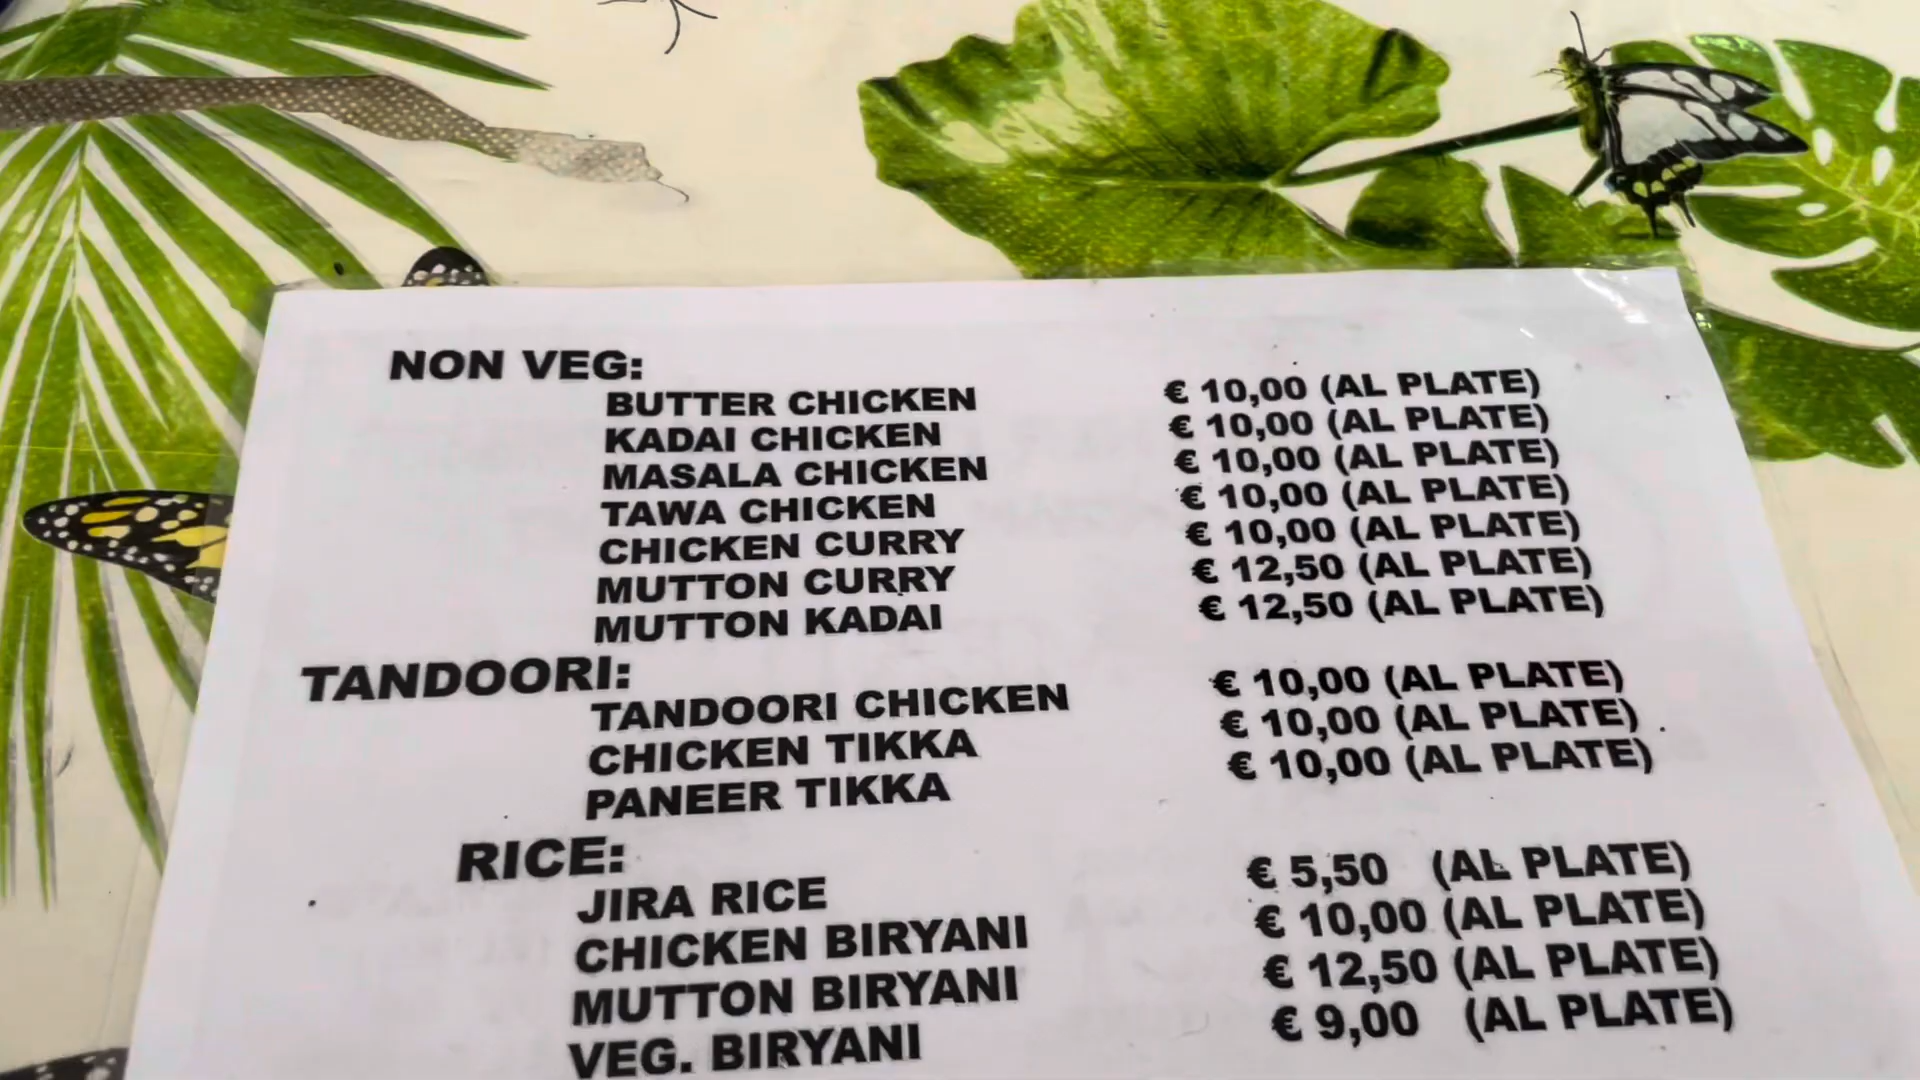 NON VEG:
BUTTER CHICKEN € 10,00 (AL PLATE)
KADAI CHICKEN € 10,00 (AL PLATE)
MASALA CHICKEN € 10,00 (AL PLATE)
TAWA CHICKEN € 10,00 (AL PLATE)
CHICKEN CURRY € 10,00 (AL PLATE)
MUTTON CURRY € 12,50 (AL PLATE)
MUTTON KADAI € 12,50 (AL PLATE)
TANDOORI:
TANDOORI CHICKEN € 10,00 (AL PLATE)
CHICKEN TIKKA € 10,00 (AL PLATE)
PANEER TIKKA € 10,00 (AL PLATE)
RICE:
JIRA RICE € 5,50 (AL PLATE)
CHICKEN BIRYANI € 10,00 (AL PLATE)
MUTTON BIRYANI € 12,50 (AL PLATE)
VEG. BIRYANI € 9,00 (AL PLATE)